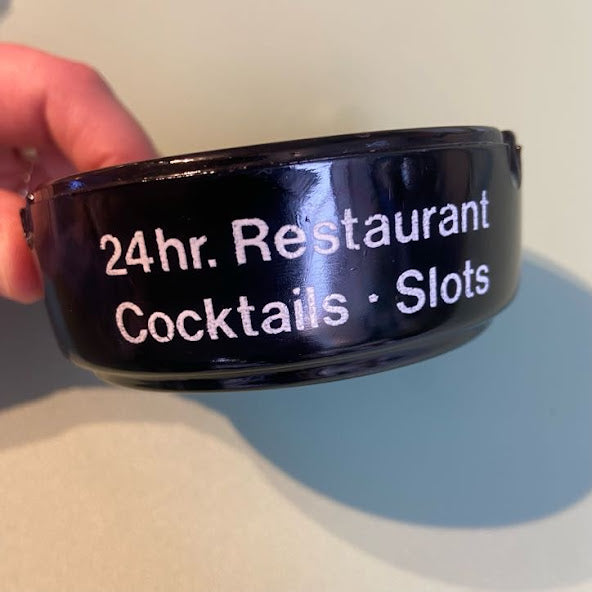 24hr. Restaurant
Cocktails · Slots